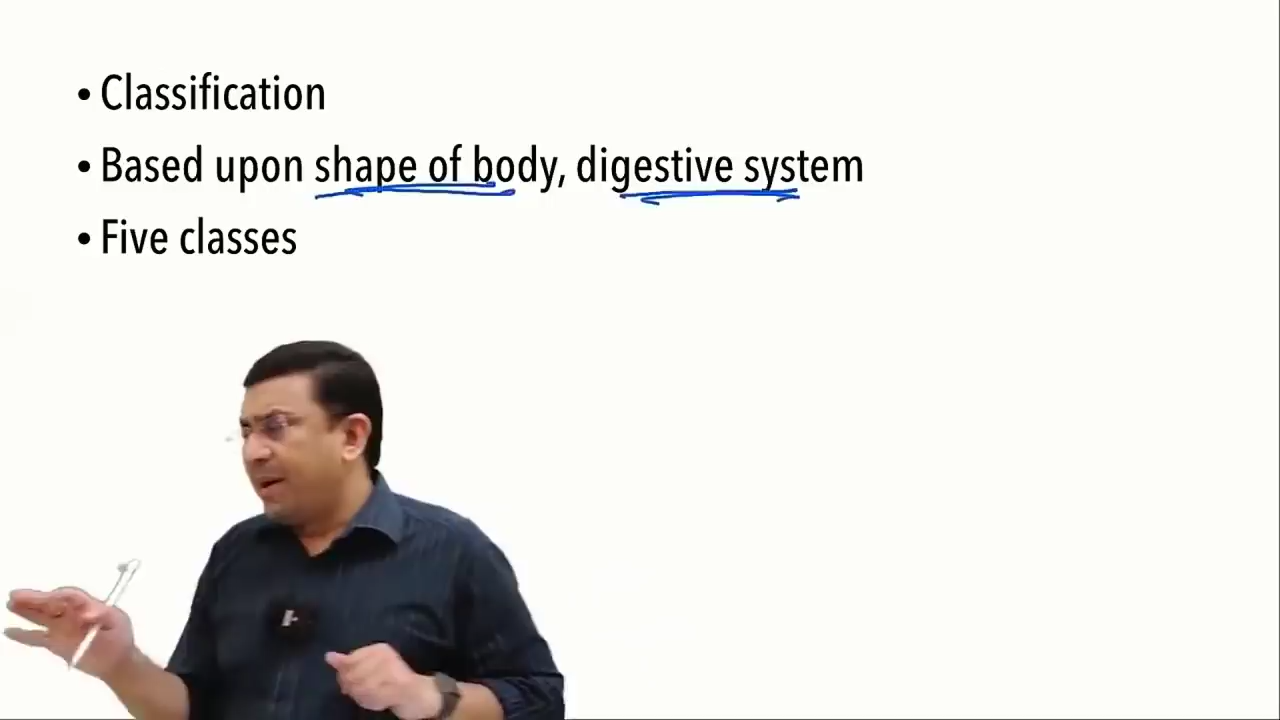 • Classification
• Based upon shape of body, digestive system
• Five classes